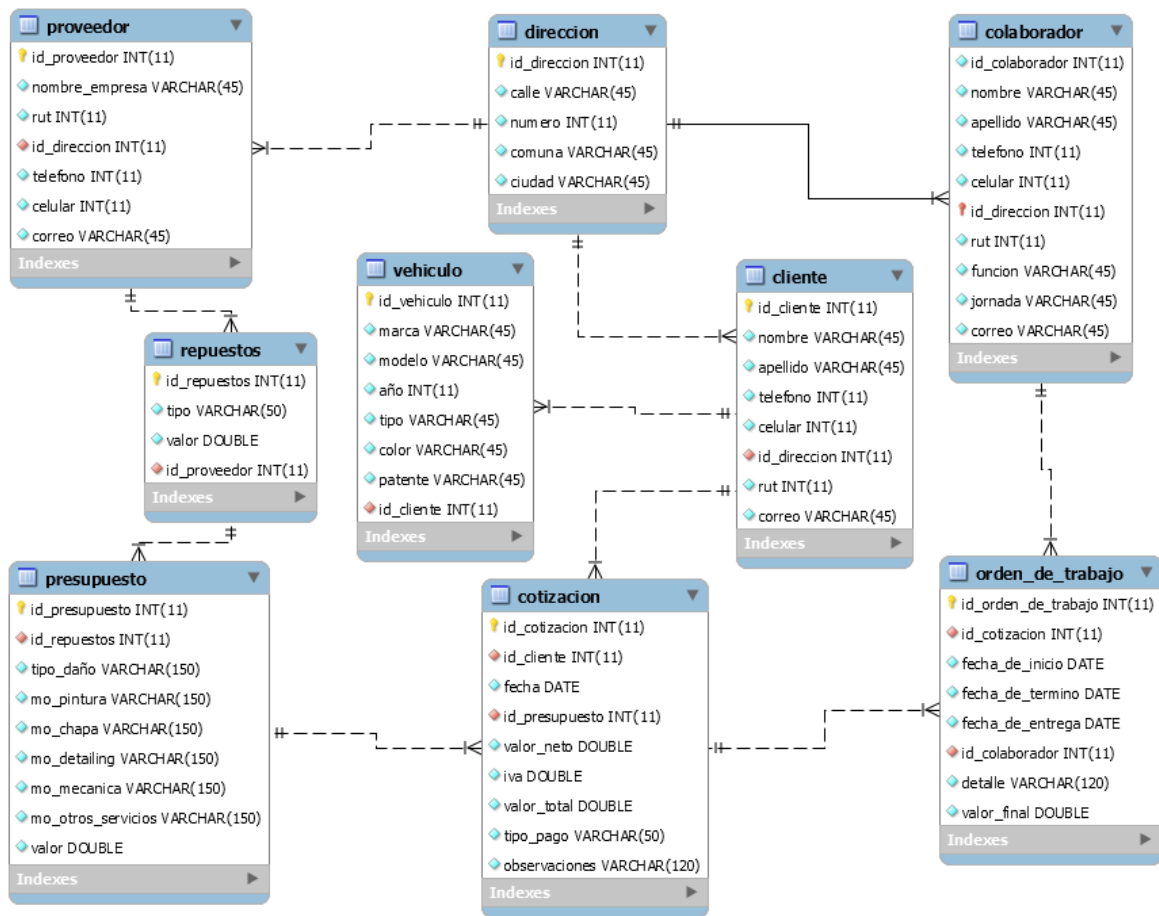 proveedor
id_proveedor INT(11)
nombre_empresa VARCHAR(45)
rut INT(11)
id_direccion INT(11)
telefono INT(11)
celular INT(11)
correo VARCHAR(45)
Indexes
direccion
id_direccion INT(11)
calle VARCHAR(45)
numero INT(11)
comuna VARCHAR(45)
ciudad VARCHAR(45)
Indexes
colaborador
id_colaborador INT(11)
nombre VARCHAR(45)
apellido VARCHAR(45)
telefono INT(11)
celular INT(11)
id_direccion INT(11)
rut INT(11)
funcion VARCHAR(45)
jornada VARCHAR(45)
correo VARCHAR(45)
Indexes
vehiculo
id_vehiculo INT(11)
marca VARCHAR(45)
modelo VARCHAR(45)
año INT(11)
tipo VARCHAR(45)
color VARCHAR(45)
patente VARCHAR(45)
id_cliente INT(11)
Indexes
cliente
id_cliente INT(11)
nombre VARCHAR(45)
apellido VARCHAR(45)
telefono INT(11)
celular INT(11)
id_direccion INT(11)
rut INT(11)
correo VARCHAR(45)
Indexes
repuestos
id_repuestos INT(11)
tipo VARCHAR(50)
valor DOUBLE
id_proveedor INT(11)
Indexes
presupuesto
id_presupuesto INT(11)
id_repuestos INT(11)
tipo_daño VARCHAR(150)
mo_pintura VARCHAR(150)
mo_chapa VARCHAR(150)
mo_detailing VARCHAR(150)
mo_mecanica VARCHAR(150)
mo_otros_servicios VARCHAR(150)
valor DOUBLE
Indexes
cotizacion
id_cotizacion INT(11)
id_cliente INT(11)
fecha DATE
id_presupuesto INT(11)
valor_neto DOUBLE
iva DOUBLE
valor_total DOUBLE
tipo_pago VARCHAR(50)
observaciones VARCHAR(120)
Indexes
orden_de_trabajo
id_orden_de_trabajo INT(11)
id_cotizacion INT(11)
fecha_de_inicio DATE
fecha_de_termino DATE
fecha_de_entrega DATE
id_colaborador INT(11)
detalle VARCHAR(120)
valor_final DOUBLE
Indexes